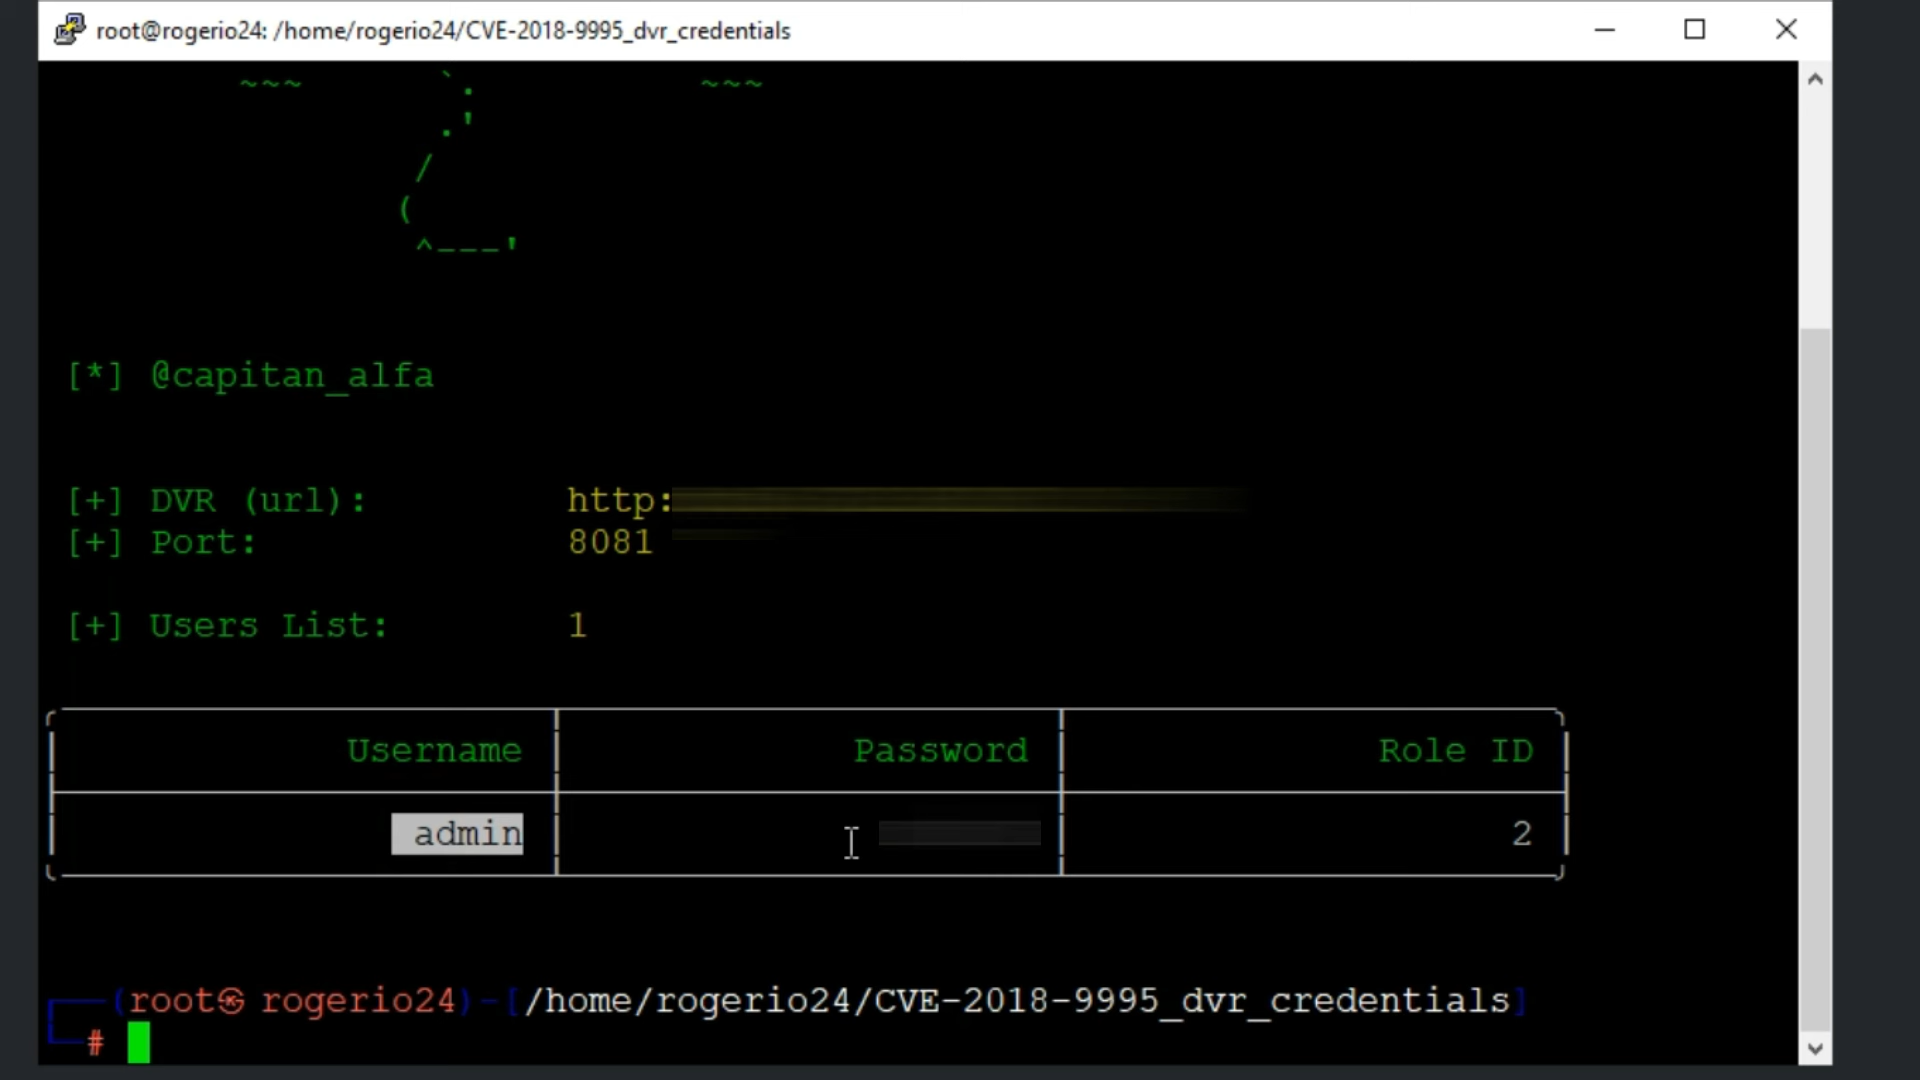 root@rogerio24: /home/rogerio24/CVE-2018-9995_dvr_credentials
~~~ `. ~~~
.'
/
(
^---'
[*] @capitan_alfa
[+] DVR (url): http:
[+] Port: 8081
[+] Users List: 1
Username Password Role ID
admin 2
(root㉿ rogerio24)-[/home/rogerio24/CVE-2018-9995_dvr_credentials]
#